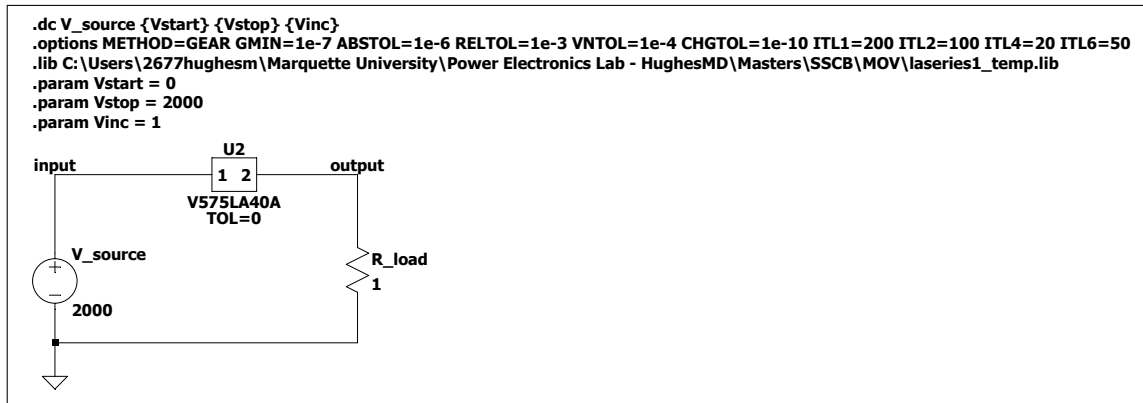 .dc V_source {Vstart} {Vstop} {Vinc}
.options METHOD=GEAR GMIN=1e-7 ABSTOL=1e-6 RELTOL=1e-3 VNTOL=1e-4 CHGTOL=1e-10 ITL1=200 ITL2=100 ITL4=20 ITL6=50
.lib C:\Users\2677hughesm\Marquette University\Power Electronics Lab - HughesMD\Masters\SSCB\MOV\laseries1_temp.lib
.param Vstart = 0
.param Vstop = 2000
.param Vinc = 1
U2
input
output
1 2
V575LA40A
TOL=0
V_source
R_load
1
2000